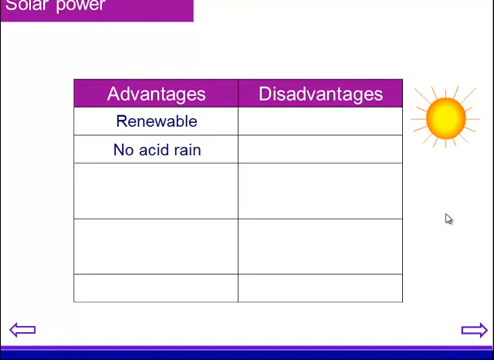 Solar power
Advantages Disadvantages
Renewable
No acid rain